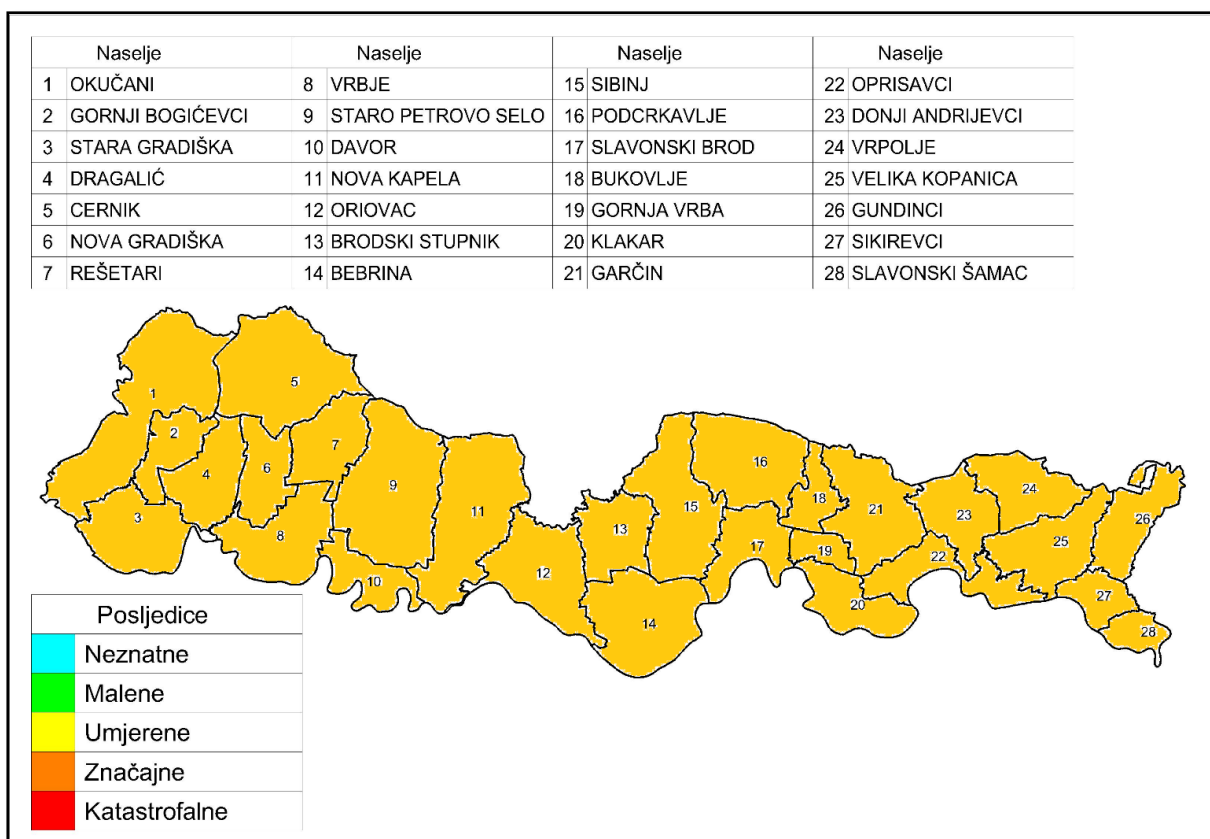 Naselje Naselje Naselje Naselje
1 OKUČANI 8 VRBJE 15 SIBINJ 22 OPRISAVCI
2 GORNJI BOGIĆEVCI 9 STARO PETROVO SELO 16 PODCRKAVLJE 23 DONJI ANDRIJEVCI
3 STARA GRADIŠKA 10 DAVOR 17 SLAVONSKI BROD 24 VRPOLJE
4 DRAGALIĆ 11 NOVA KAPELA 18 BUKOVLJE 25 VELIKA KOPANICA
5 CERNIK 12 ORIOVAC 19 GORNJA VRBA 26 GUNDINCI
6 NOVA GRADIŠKA 13 BRODSKI STUPNIK 20 KLAKAR 27 SIKIREVCI
7 REŠETARI 14 BEBRINA 21 GARČIN 28 SLAVONSKI ŠAMAC
5
1
2
7
6
4
16
9
24
18
15
21
11
23
26
3
13
8
25
17
19
22
12
10
27
20
14
28
Posljedice
Neznatne
Malene
Umjerene
Značajne
Katastrofalne